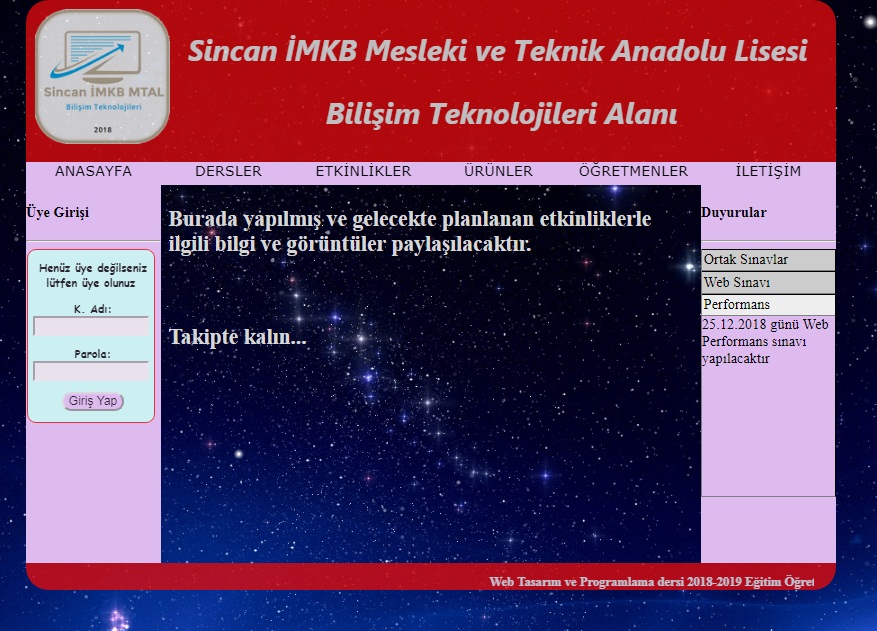 Sincan İMKB MTAL
Bilişim Teknolojileri
2018
Sincan İMKB Mesleki ve Teknik Anadolu Lisesi
Bilişim Teknolojileri Alanı
ANASAYFA DERSLER ETKİNLİKLER ÜRÜNLER ÖĞRETMENLER İLETİŞİM
Üye Girişi
Henüz üye değilseniz
lütfen üye olunuz
K. Adı:
Parola:
Giriş Yap
Burada yapılmış ve gelecekte planlanan etkinliklerle
ilgili bilgi ve görüntüler paylaşılacaktır.
Takipte kalın...
Duyurular
Ortak Sınavlar
Web Sınavı
Performans
25.12.2018 günü Web
Performans sınavı
yapılacaktır
Web Tasarım ve Programlama dersi 2018-2019 Eğitim Öğret